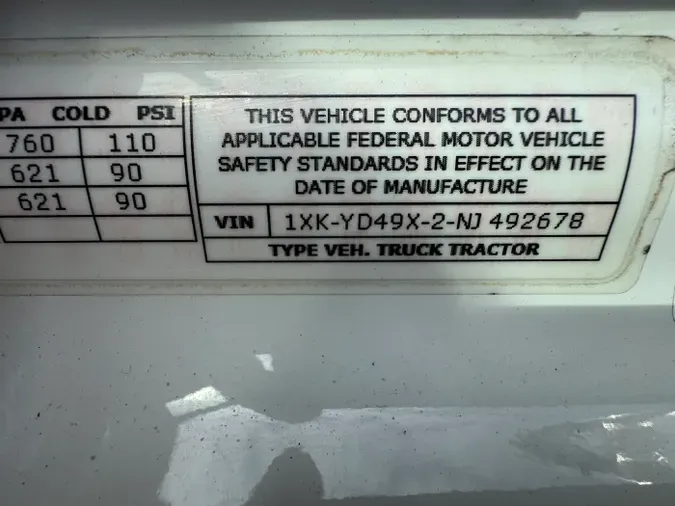 PA COLD PSI
760 110
621 90
621 90
THIS VEHICLE CONFORMS TO ALL
APPLICABLE FEDERAL MOTOR VEHICLE
SAFETY STANDARDS IN EFFECT ON THE
DATE OF MANUFACTURE
VIN 1XK-YD49X-2-NJ 492678
TYPE VEH. TRUCK TRACTOR